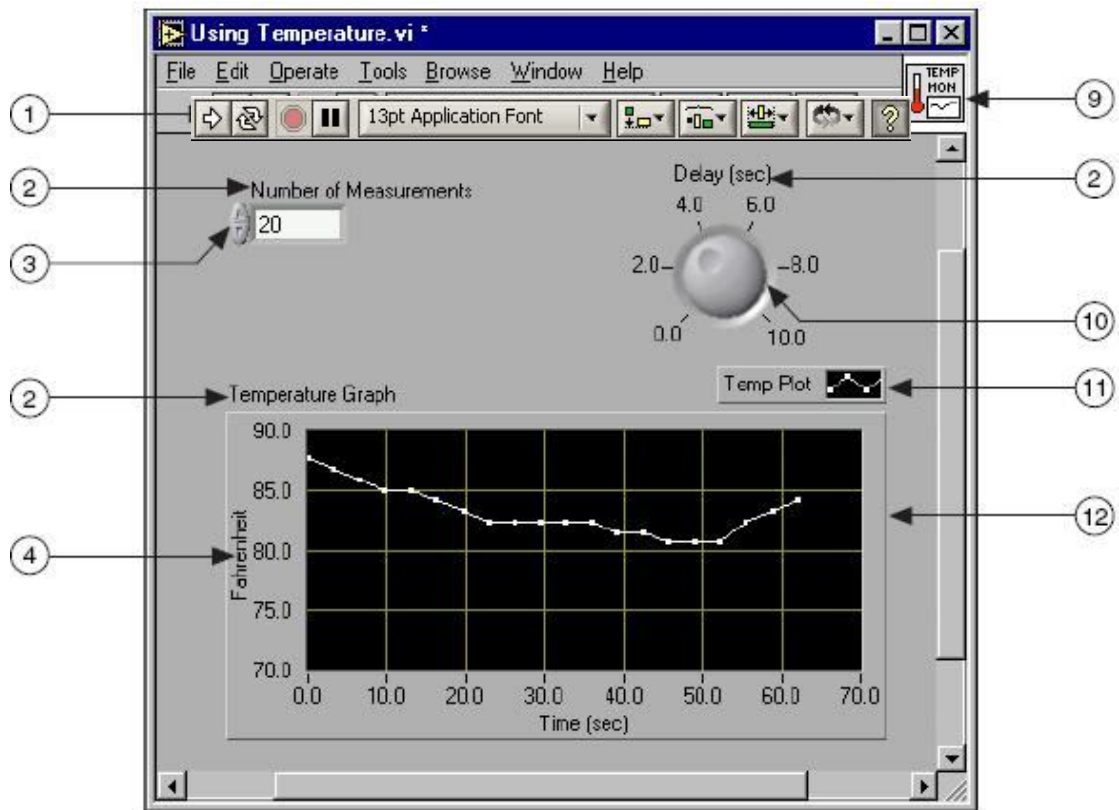 Using Temperature.vi *
File Edit Operate Tools Browse Window Help
TEMP
MON
9
1
13pt Application Font
?
2
Number of Measurements
20
3
Delay (sec)
2
4.0 6.0
2.0 8.0
0.0 10.0
10
2
Temperature Graph
Temp Plot
11
90.0
85.0
80.0
75.0
70.0
Fahrenheit
4
12
0.0 10.0 20.0 30.0 40.0 50.0 60.0 70.0
Time (sec)